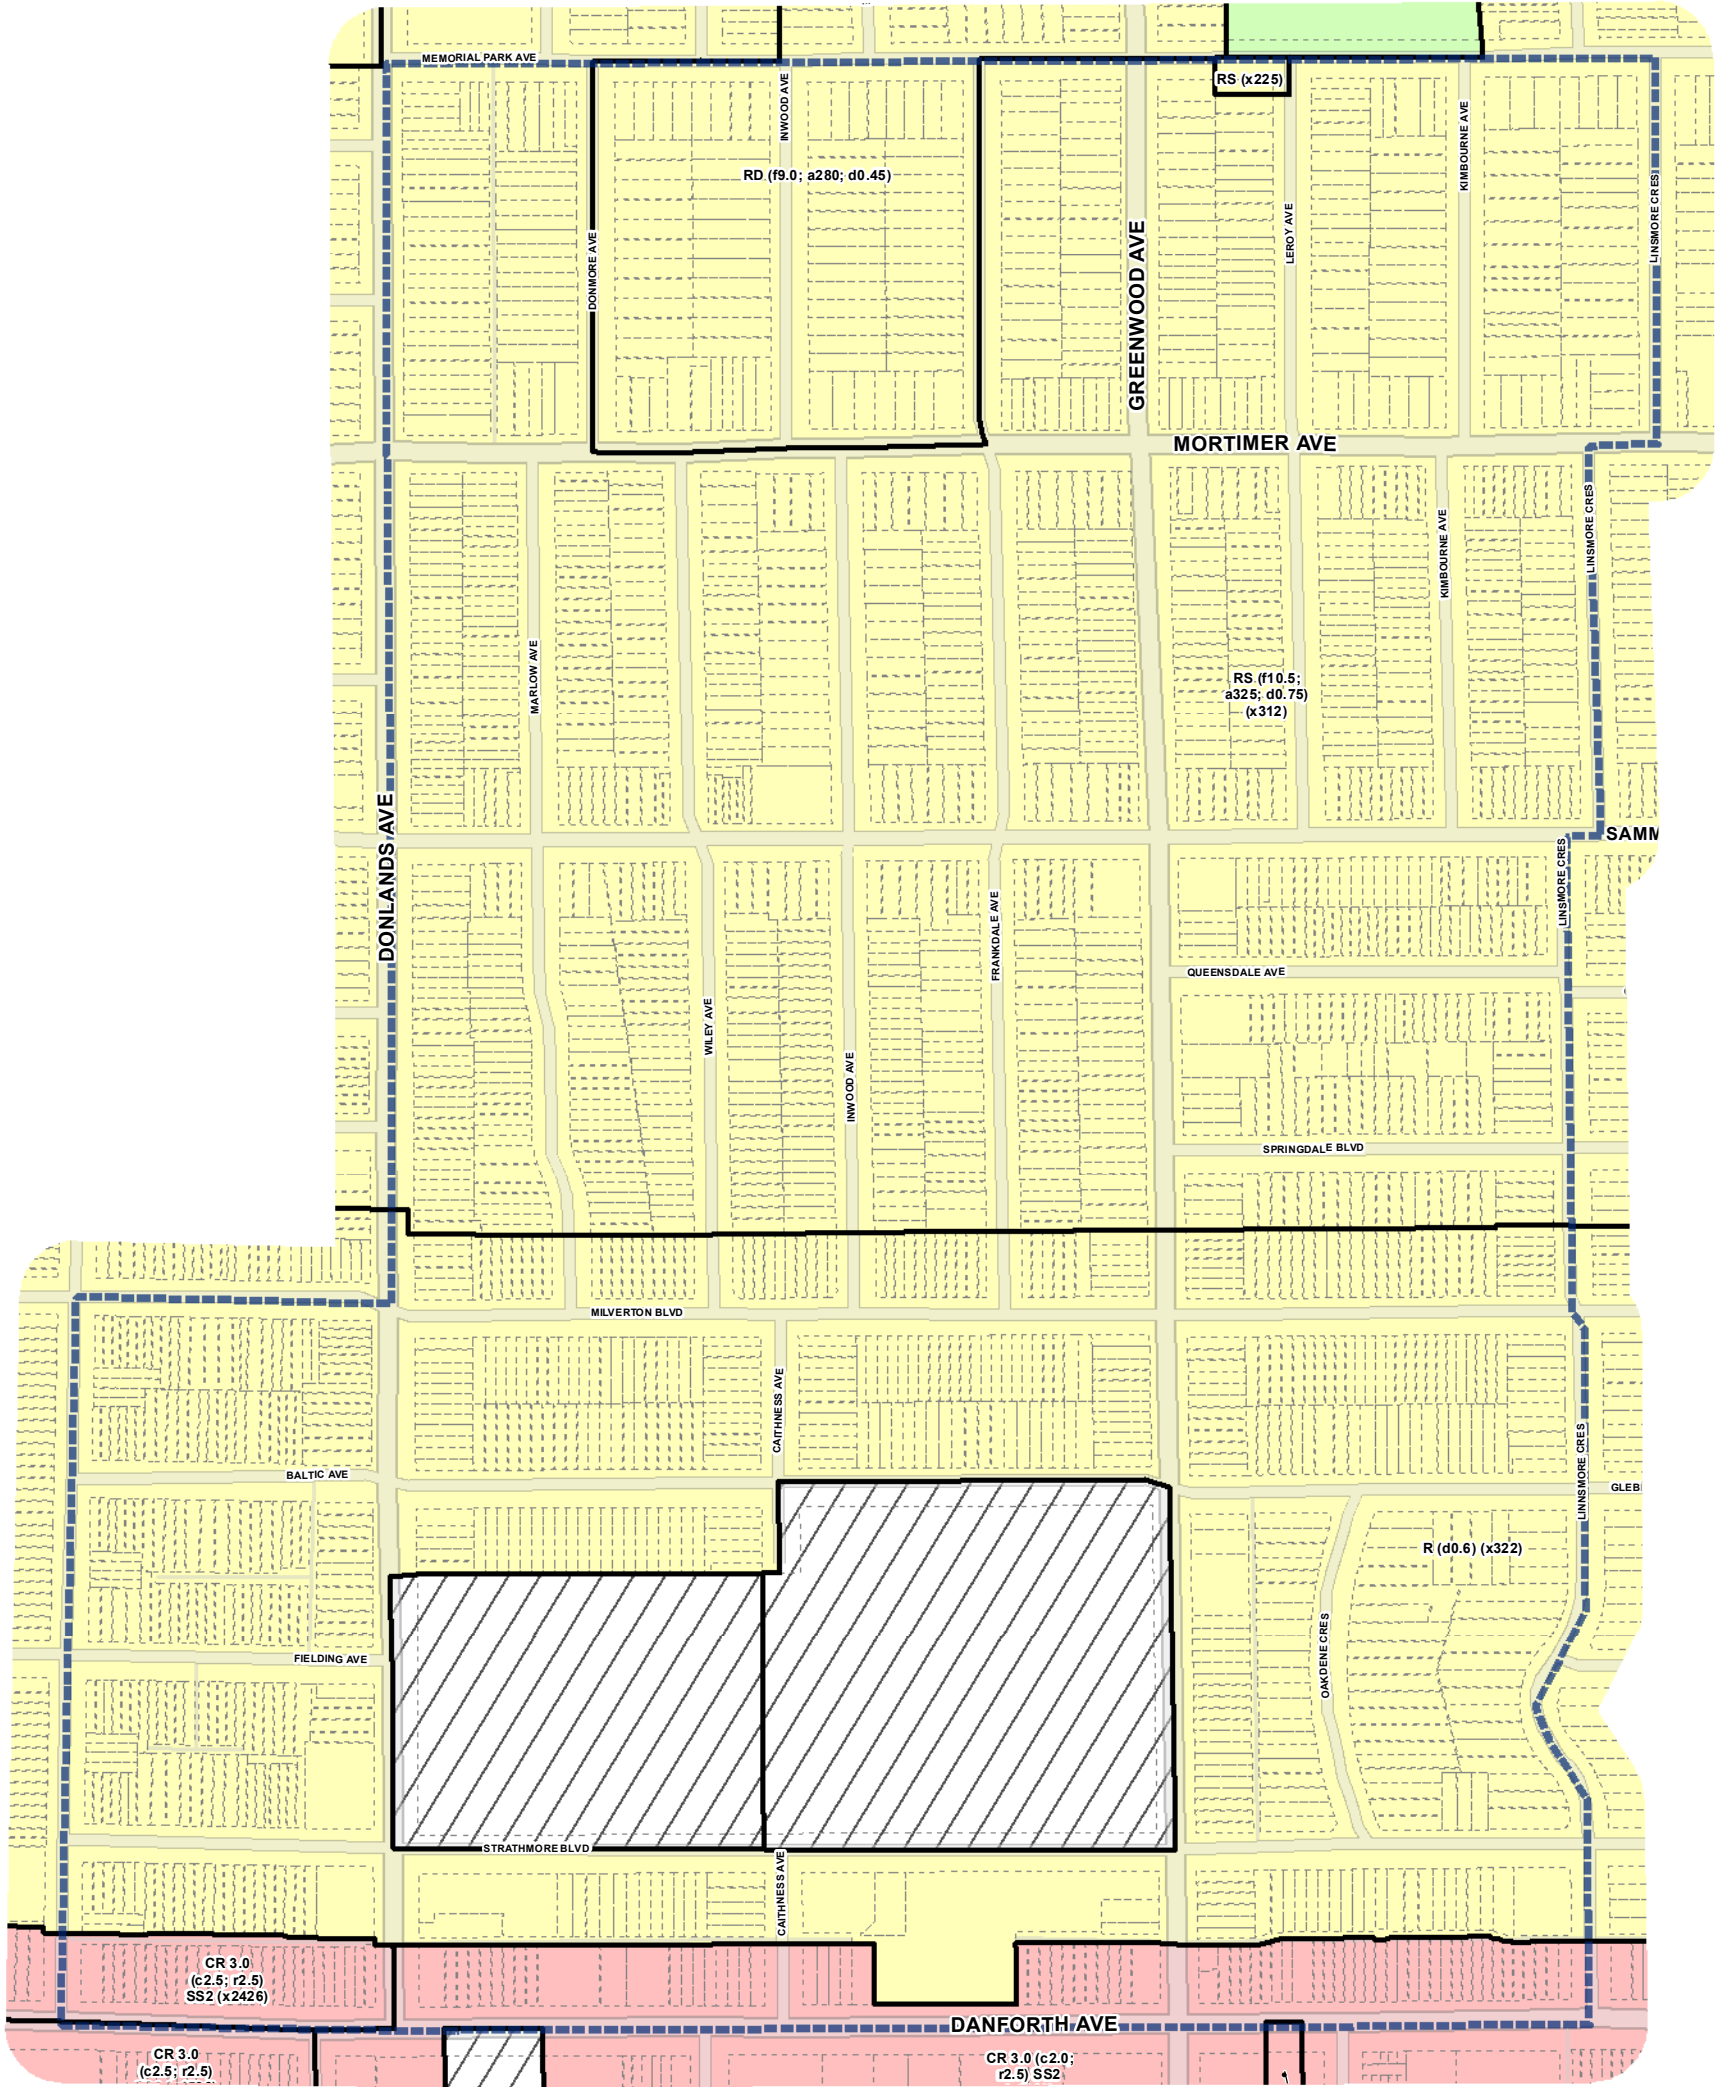 MEMORIAL PARK AVE
RS (x225)
INWOOD AVE
KIMBOURNE AVE
RD (f9.0; a280; d0.45)
LINSMORE CRES
LEROY AVE
DONMORE AVE
GREENWOOD AVE
MORTIMER AVE
LINSMORE CRES
KIMBOURNE AVE
MARLOW AVE
RS (f10.5;
a325; d0.75)
(x312)
SAMM
DONLANDS AVE
LINSMORE CRES
FRANKDALE AVE
QUEENSDALE AVE
WILEY AVE
INWOOD AVE
SPRINGDALE BLVD
MILVERTON BLVD
CAITHNESS AVE
BALTIC AVE
LINNSMORE CRES
GLEB
R (d0.6) (x322)
OAKDENE CRES
FIELDING AVE
STRATHMORE BLVD
CAITHNESS AVE
CR 3.0
(c2.5; r2.5)
SS2 (x2426)
DANFORTH AVE
CR 3.0
(c2.5; r2.5)
CR 3.0 (c2.0;
r2.5) SS2